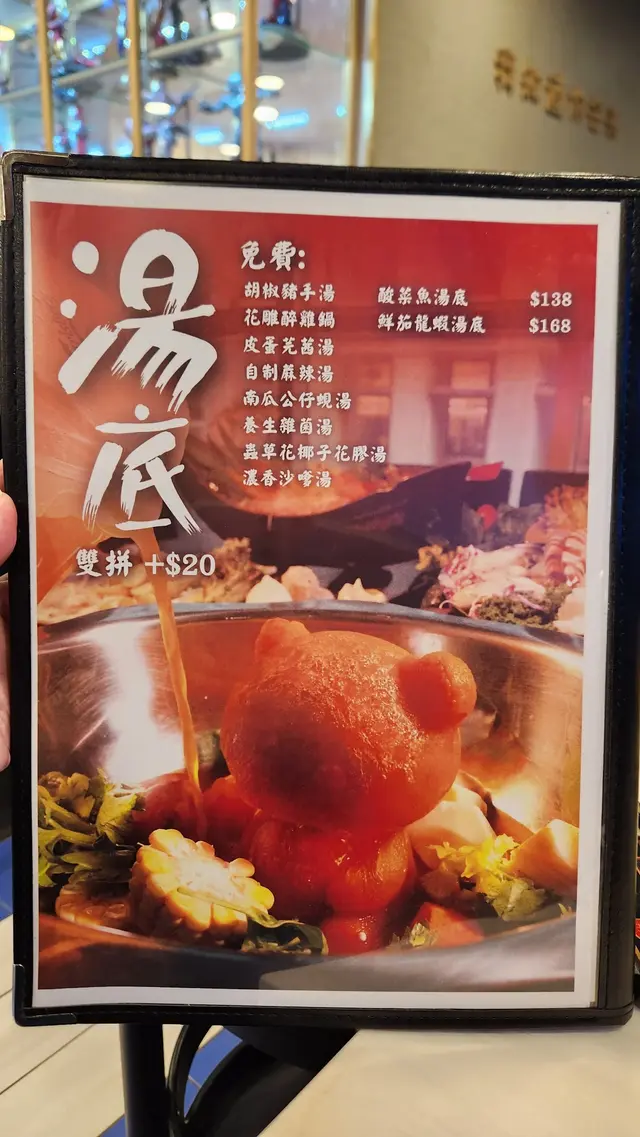 湯底
雙拼 +$20
免費:
胡椒豬手湯
花雕醉雞鍋
皮蛋芫茜湯
自制蔴辣湯
南瓜公仔蜆湯
養生雜菌湯
蟲草花椰子花膠湯
濃香沙嗲湯
酸菜魚湯底 $138
鮮茄龍蝦湯底 $168